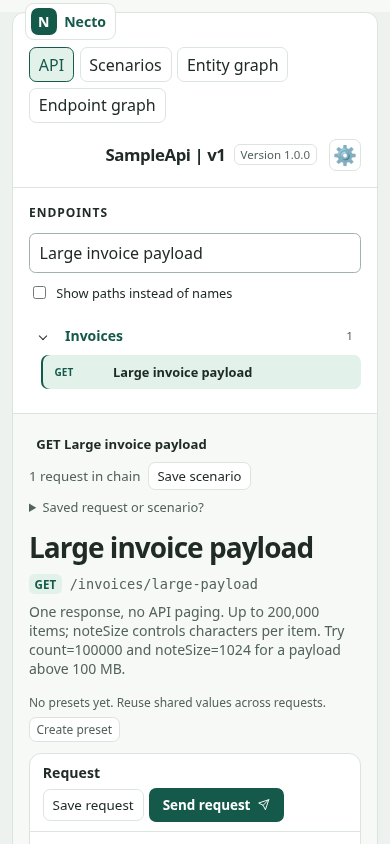 N Necto
API Scenarios Entity graph
Endpoint graph
SampleApi | v1 Version 1.0.0
ENDPOINTS
Large invoice payload
Show paths instead of names
Invoices 1
GET Large invoice payload
GET Large invoice payload
1 request in chain Save scenario
Saved request or scenario?
Large invoice payload
GET /invoices/large-payload
One response, no API paging. Up to 200,000
items; noteSize controls characters per item. Try
count=100000 and noteSize=1024 for a payload
above 100 MB.
No presets yet. Reuse shared values across requests.
Create preset
Request
Save request Send request